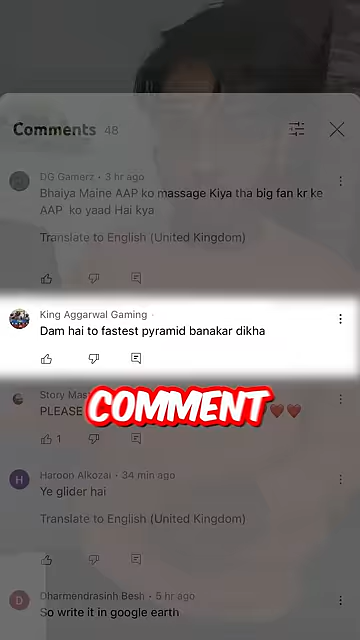 Comments 48
DG Gamerz • 3 hr ago
Bhaiya Maine AAP ko massage Kiya tha big fan kr ke
AAP ko yaad Hai kya
Translate to English (United Kingdom)
King Aggarwal Gaming ·
Dam hai to fastest pyramid banakar dikha
Story Mast
PLEASE
COMMENT
1
Haroon Alkozai • 34 min ago
Ye glider hai
Translate to English (United Kingdom)
Dharmendrasinh Besh • 5 hr ago
So write it in google earth